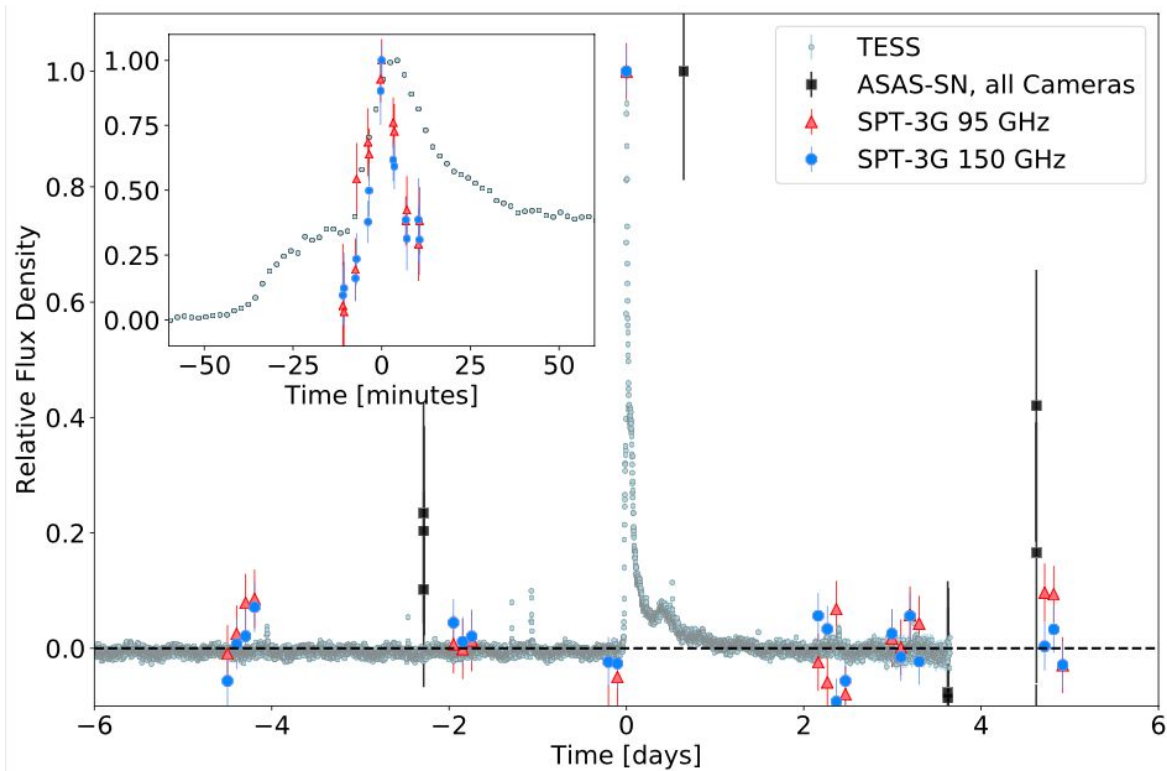 TESS
ASAS-SN, all Cameras
SPT-3G 95 GHz
SPT-3G 150 GHz
1.00
0.75
0.50
0.25
0.00
−50 −25 0 25 50
Time [minutes]
Relative Flux Density
1.0
0.8
0.6
0.4
0.2
0.0
−6 −4 −2 0 2 4 6
Time [days]